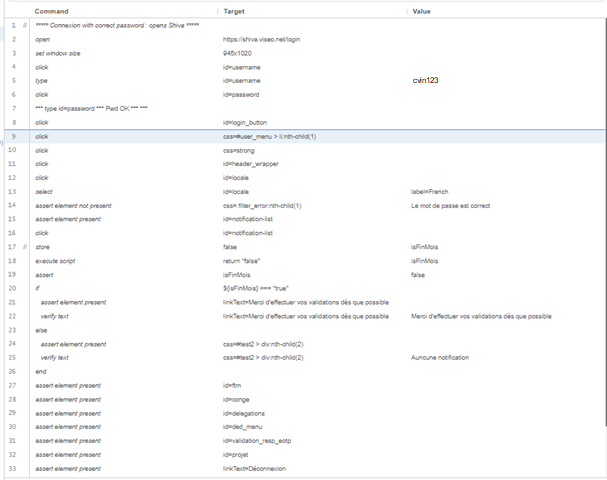 Command Target Value
1 // ***** Connexion with correct password : opens Shiva *****
2 open https://shiva.viseo.net/login
3 set window size 945x1020
4 click id=username
5 type id=username cvin123
6 click id=password
7 *** type id=password *** Pwd OK *** ***
8 click id=login_button
9 click css=#user_menu > li:nth-child(1)
10 click css=strong
11 click id=header_wrapper
12 click id=locale
13 select id=locale label=French
14 assert element not present css=.filter_error:nth-child(1) Le mot de passe est correct
15 assert element present id=notification-list
16 click id=notification-list
17 // store false isFinMois
18 execute script return "false" isFinMois
19 assert isFinMois false
20 if ${isFinMois} === "true"
21 assert element present linkText=Merci d'effectuer vos validations dès que possible
22 verify text linkText=Merci d'effectuer vos validations dès que possible Merci d'effectuer vos validations dès que possible
23 else
24 assert element present css=#test2 > div:nth-child(2)
25 verify text css=#test2 > div:nth-child(2) Auncune notification
26 end
27 assert element present id=ftm
28 assert element present id=conge
29 assert element present id=delegations
30 assert element present id=ded_menu
31 assert element present id=validation_resp_eotp
32 assert element present id=projet
33 assert element present linkText=Déconnexion